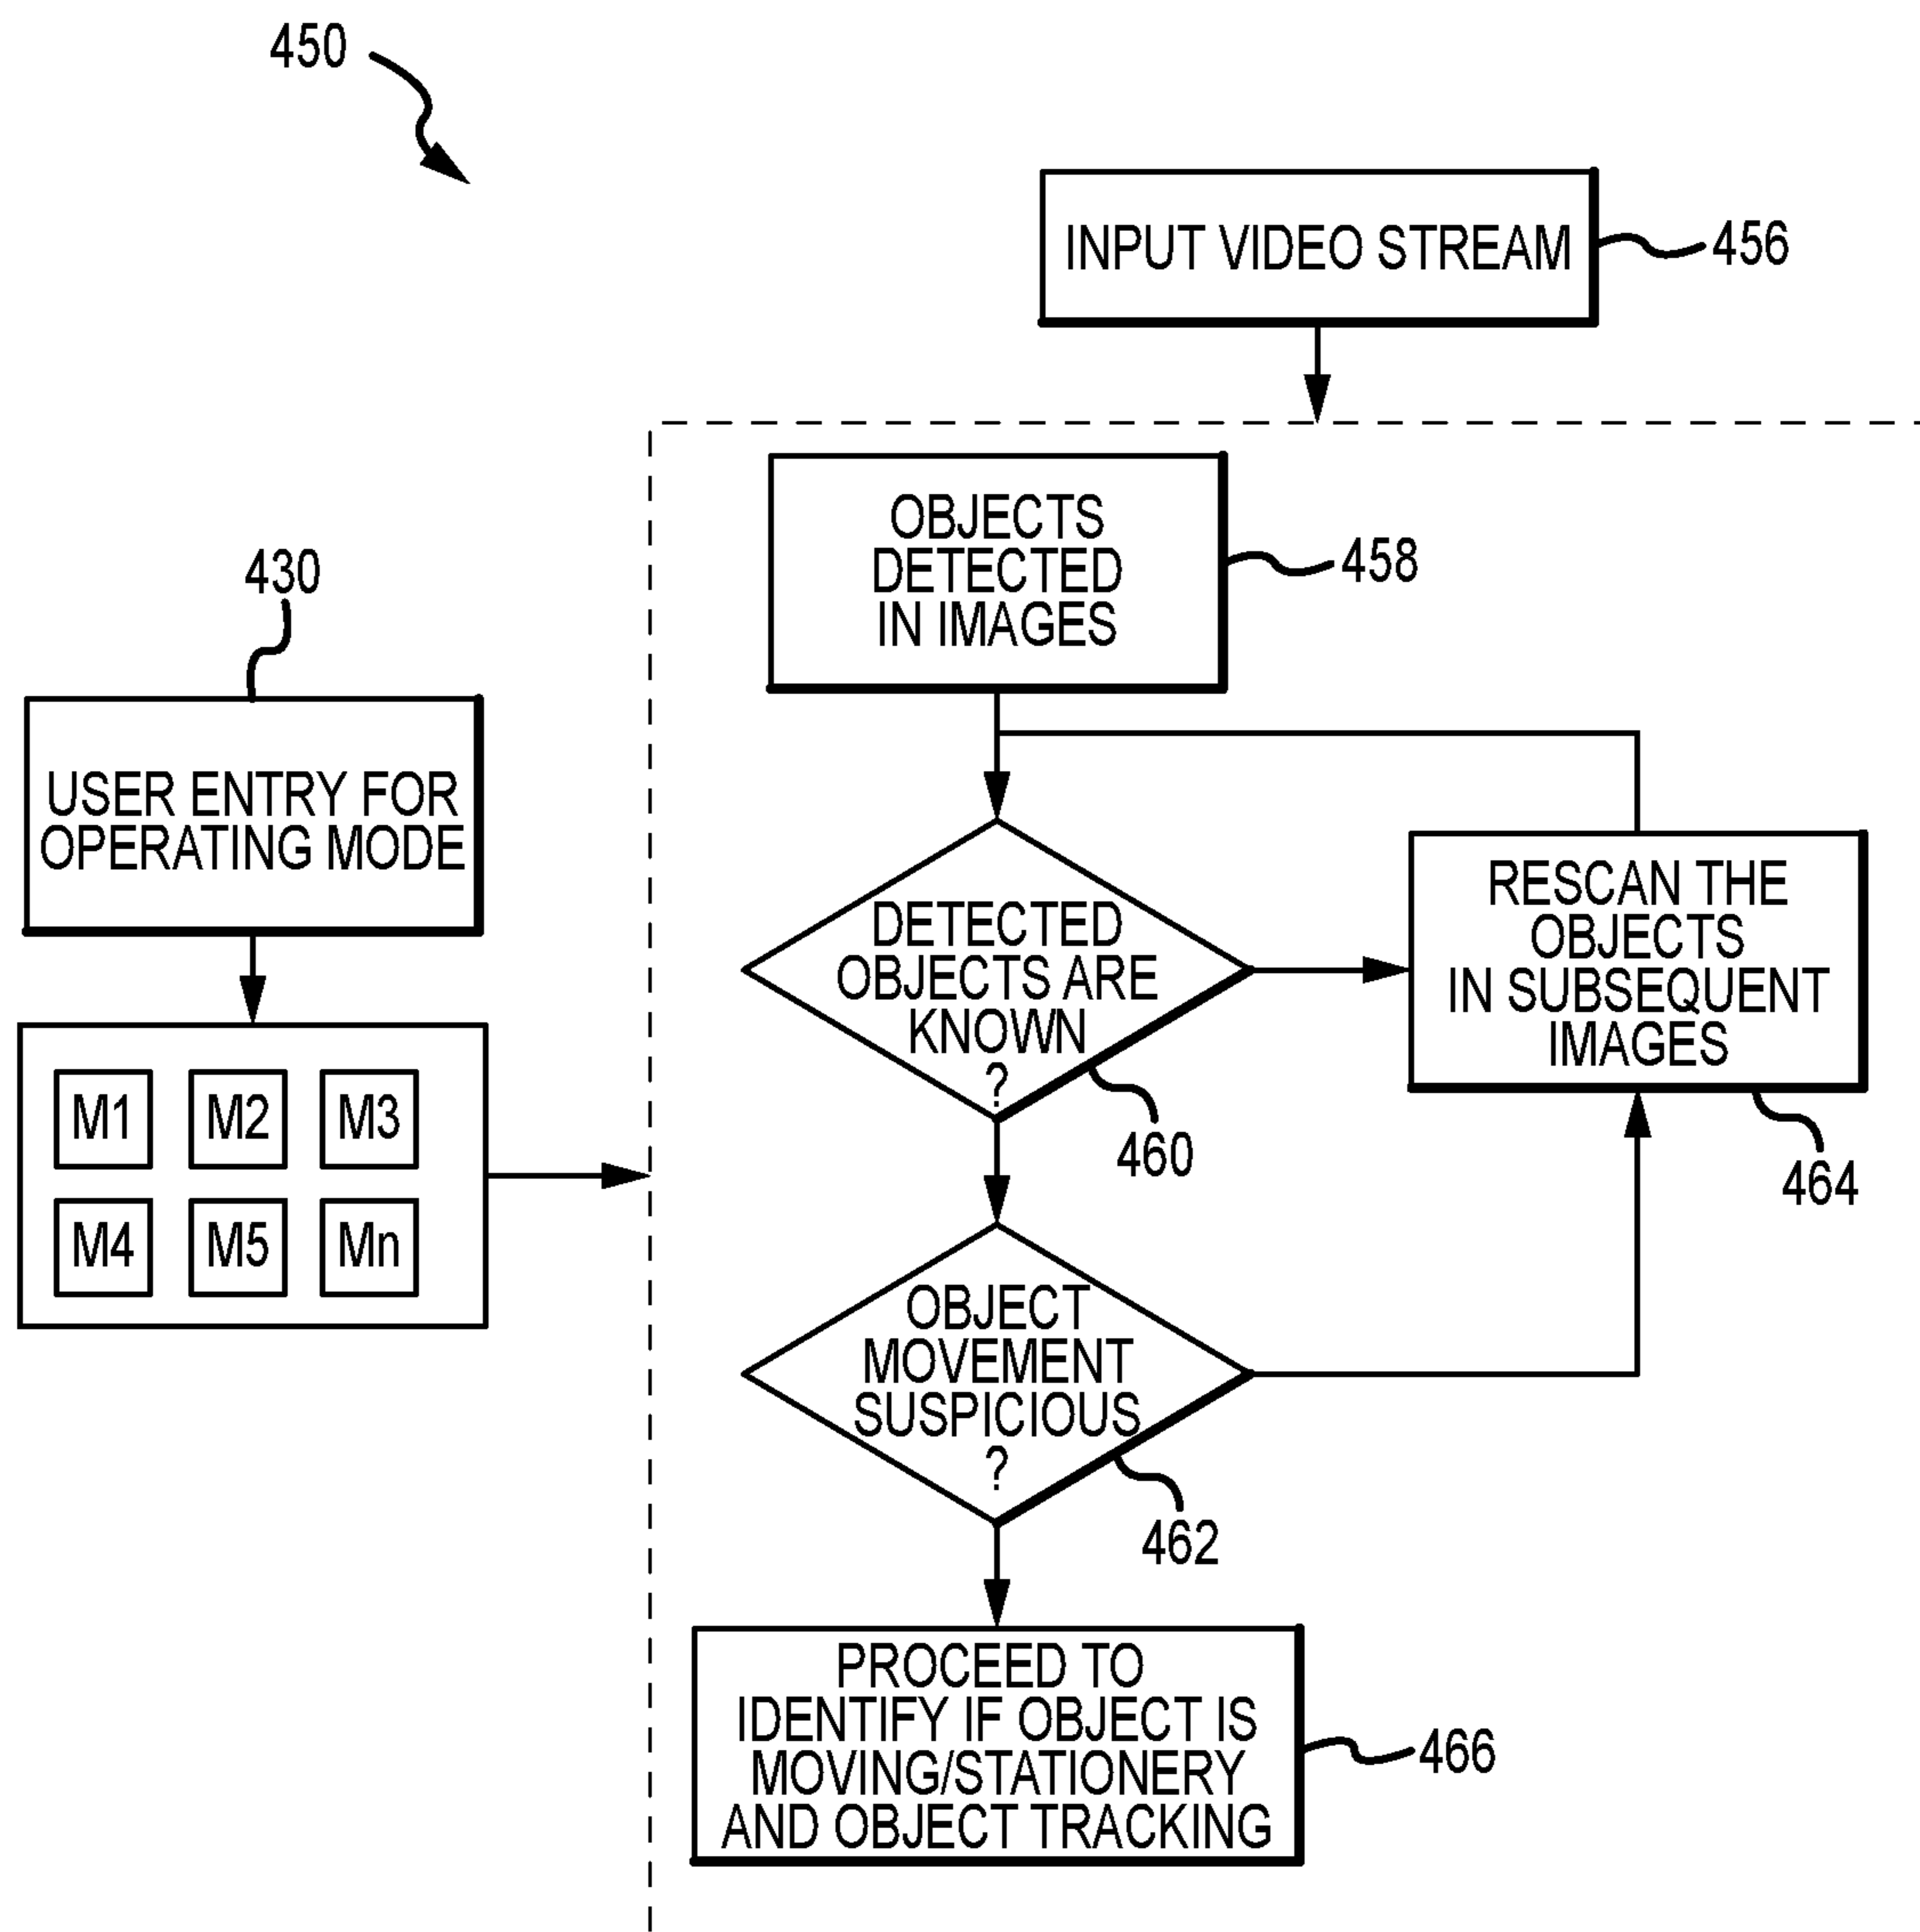 450
INPUT VIDEO STREAM
456
OBJECTS
DETECTED
IN IMAGES
458
430
USER ENTRY FOR
OPERATING MODE
M1 M2 M3
M4 M5 Mn
DETECTED
OBJECTS ARE
KNOWN
?
460
RESCAN THE
OBJECTS
IN SUBSEQUENT
IMAGES
464
OBJECT
MOVEMENT
SUSPICIOUS
?
462
PROCEED TO
IDENTIFY IF OBJECT IS
MOVING/STATIONERY
AND OBJECT TRACKING
466